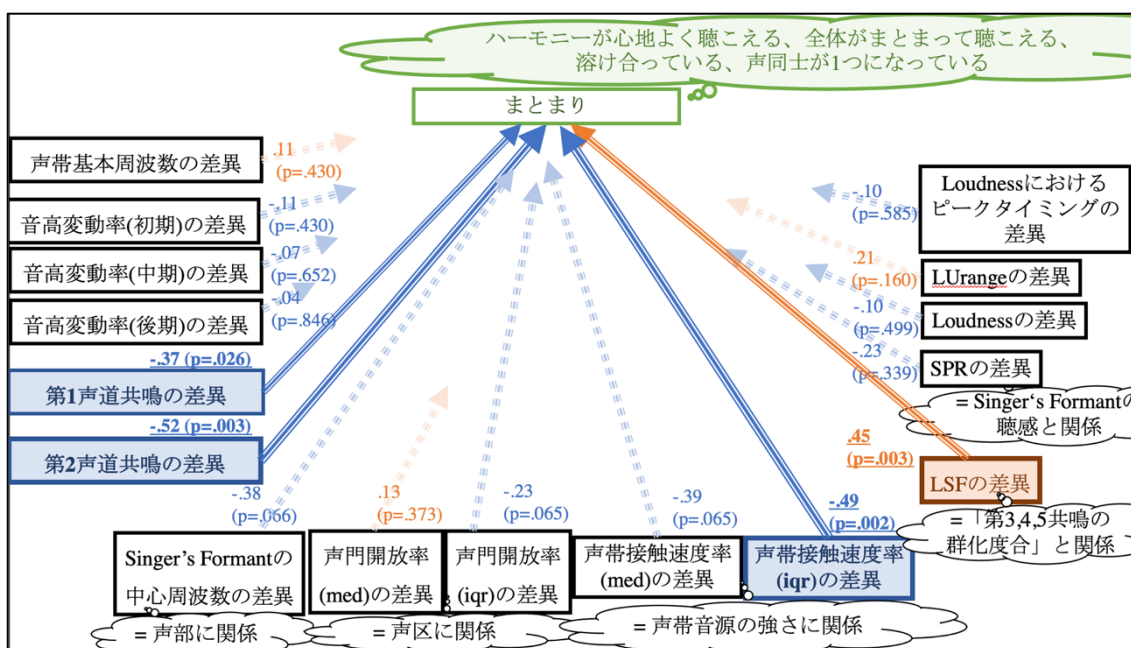 ハーモニーが心地よく聴こえる、全体がまとまって聴こえる、
溶け合っている、声同士が1つになっている
まとまり
声帯基本周波数の差異
.11
(p=.430)
音高変動率(初期)の差異
-.11
(p=.430)
音高変動率(中期)の差異
-.07
(p=.652)
音高変動率(後期)の差異
-.04
(p=.846)
-.37 (p=.026)
第1声道共鳴の差異
-.52 (p=.003)
第2声道共鳴の差異
-.10
(p=.585)
Loudnessにおける
ピークタイミングの
差異
.21
(p=.160)
LUrangeの差異
-.10
(p=.499)
Loudnessの差異
-.23
(p=.339)
SPRの差異
= Singer‘s Formantの
聴感と関係
.45
(p=.003)
LSFの差異
=「第3,4,5共鳴の
群化度合」と関係
-.38
(p=.066)
Singer’s Formantの
中心周波数の差異
= 声部に関係
.13
(p=.373)
声門開放率
(med)の差異
-.23
(p=.065)
声門開放率
(iqr)の差異
= 声区に関係
-.39
(p=.065)
声帯接触速度率
(med)の差異
-.49
(p=.002)
声帯接触速度率
(iqr)の差異
= 声帯音源の強さに関係